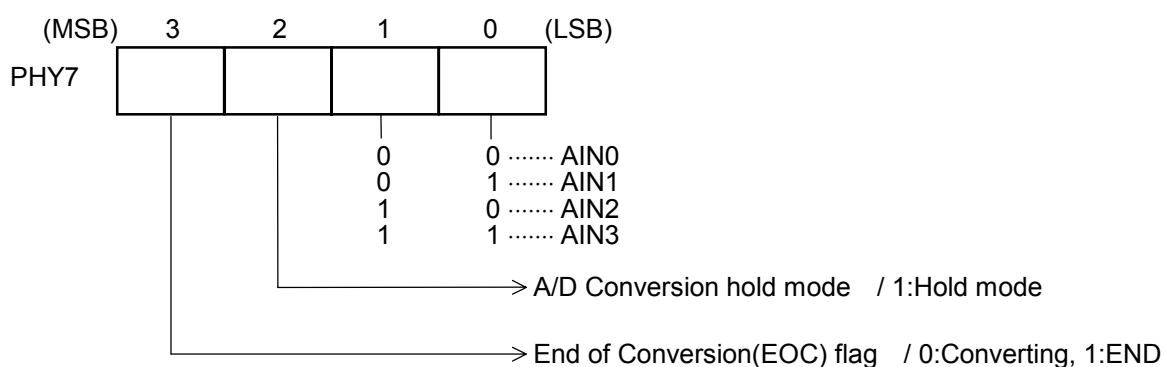 (MSB) 3 2 1 0 (LSB)
PHY7
0 0 ······· AIN0
0 1 ······· AIN1
1 0 ······· AIN2
1 1 ······· AIN3
A/D Conversion hold mode / 1:Hold mode
End of Conversion(EOC) flag / 0:Converting, 1:END